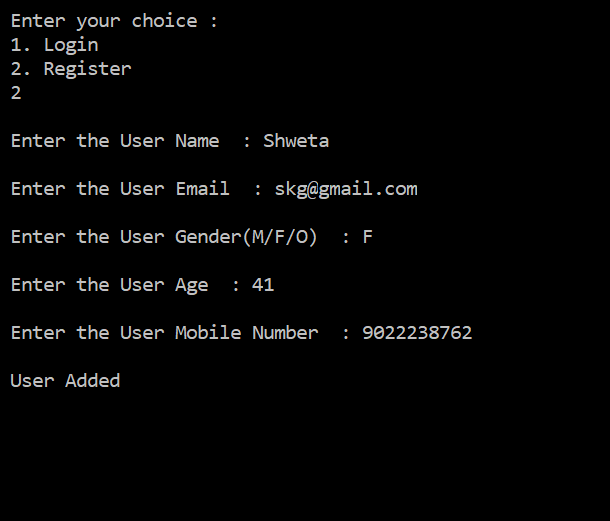 Enter your choice :
1. Login
2. Register
2
Enter the User Name  : Shweta
Enter the User Email  : skg@gmail.com
Enter the User Gender(M/F/O)  : F
Enter the User Age  : 41
Enter the User Mobile Number  : 9022238762
User Added